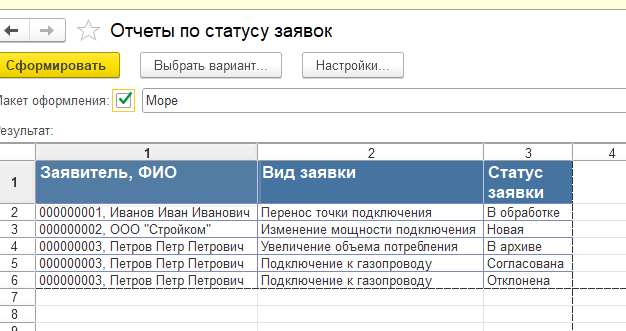 Отчеты по статусу заявок
Сформировать Выбрать вариант... Настройки...
Макет оформления: Море
Результат:
1 2 3 4
1 Заявитель, ФИО Вид заявки Статус
заявки
2 000000001, Иванов Иван Иванович Перенос точки подключения В обработке
3 000000002, ООО "Стройком" Изменение мощности подключения Новая
4 000000003, Петров Петр Петрович Увеличение объема потребления В архиве
5 000000003, Петров Петр Петрович Подключение к газопроводу Согласована
6 000000003, Петров Петр Петрович Подключение к газопроводу Отклонена
7
8
9